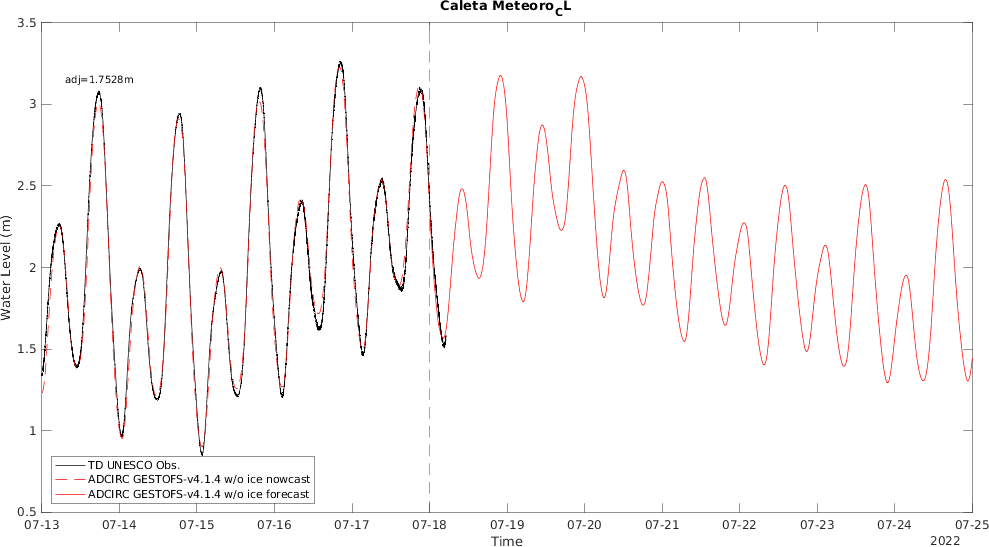 Caleta MeteoroCL
adj=1.7528m
Water Level (m)
3.5
3
2.5
2
1.5
1
0.5
TD UNESCO Obs.
ADCIRC GESTOFS-v4.1.4 w/o ice nowcast
ADCIRC GESTOFS-v4.1.4 w/o ice forecast
07-13 07-14 07-15 07-16 07-17 07-18 07-19 07-20 07-21 07-22 07-23 07-24 07-25
Time
2022